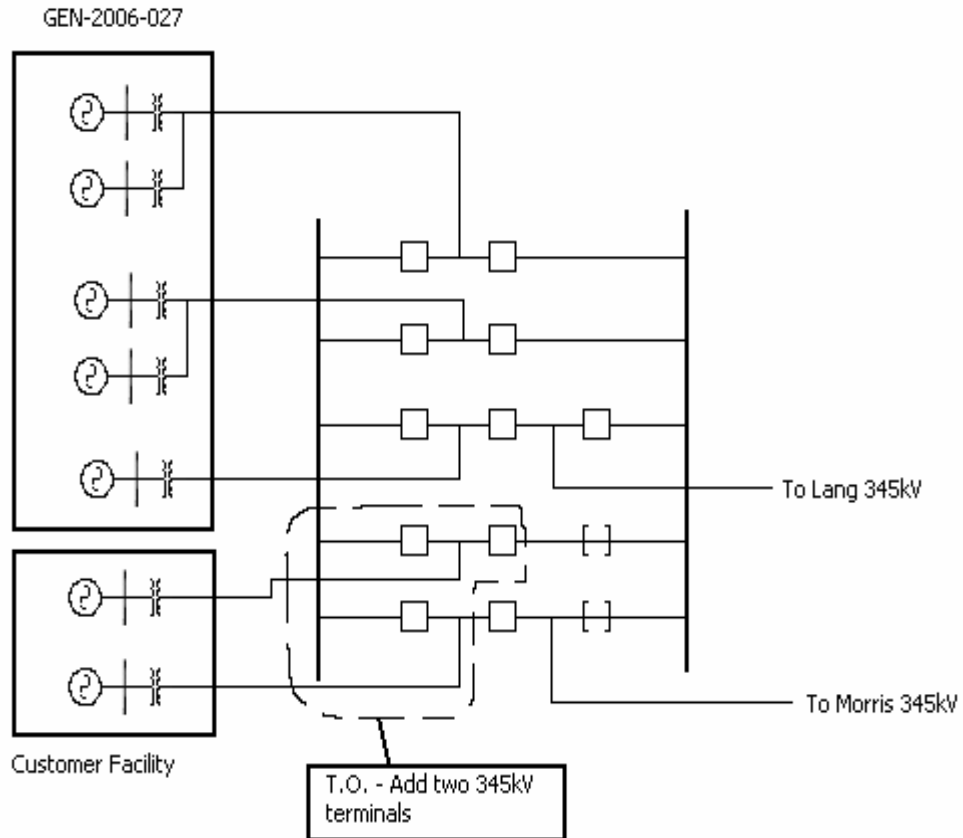 GEN-2006-027
To Lang 345kV
To Morris 345kV
Customer Facility
T.O. - Add two 345kV
terminals